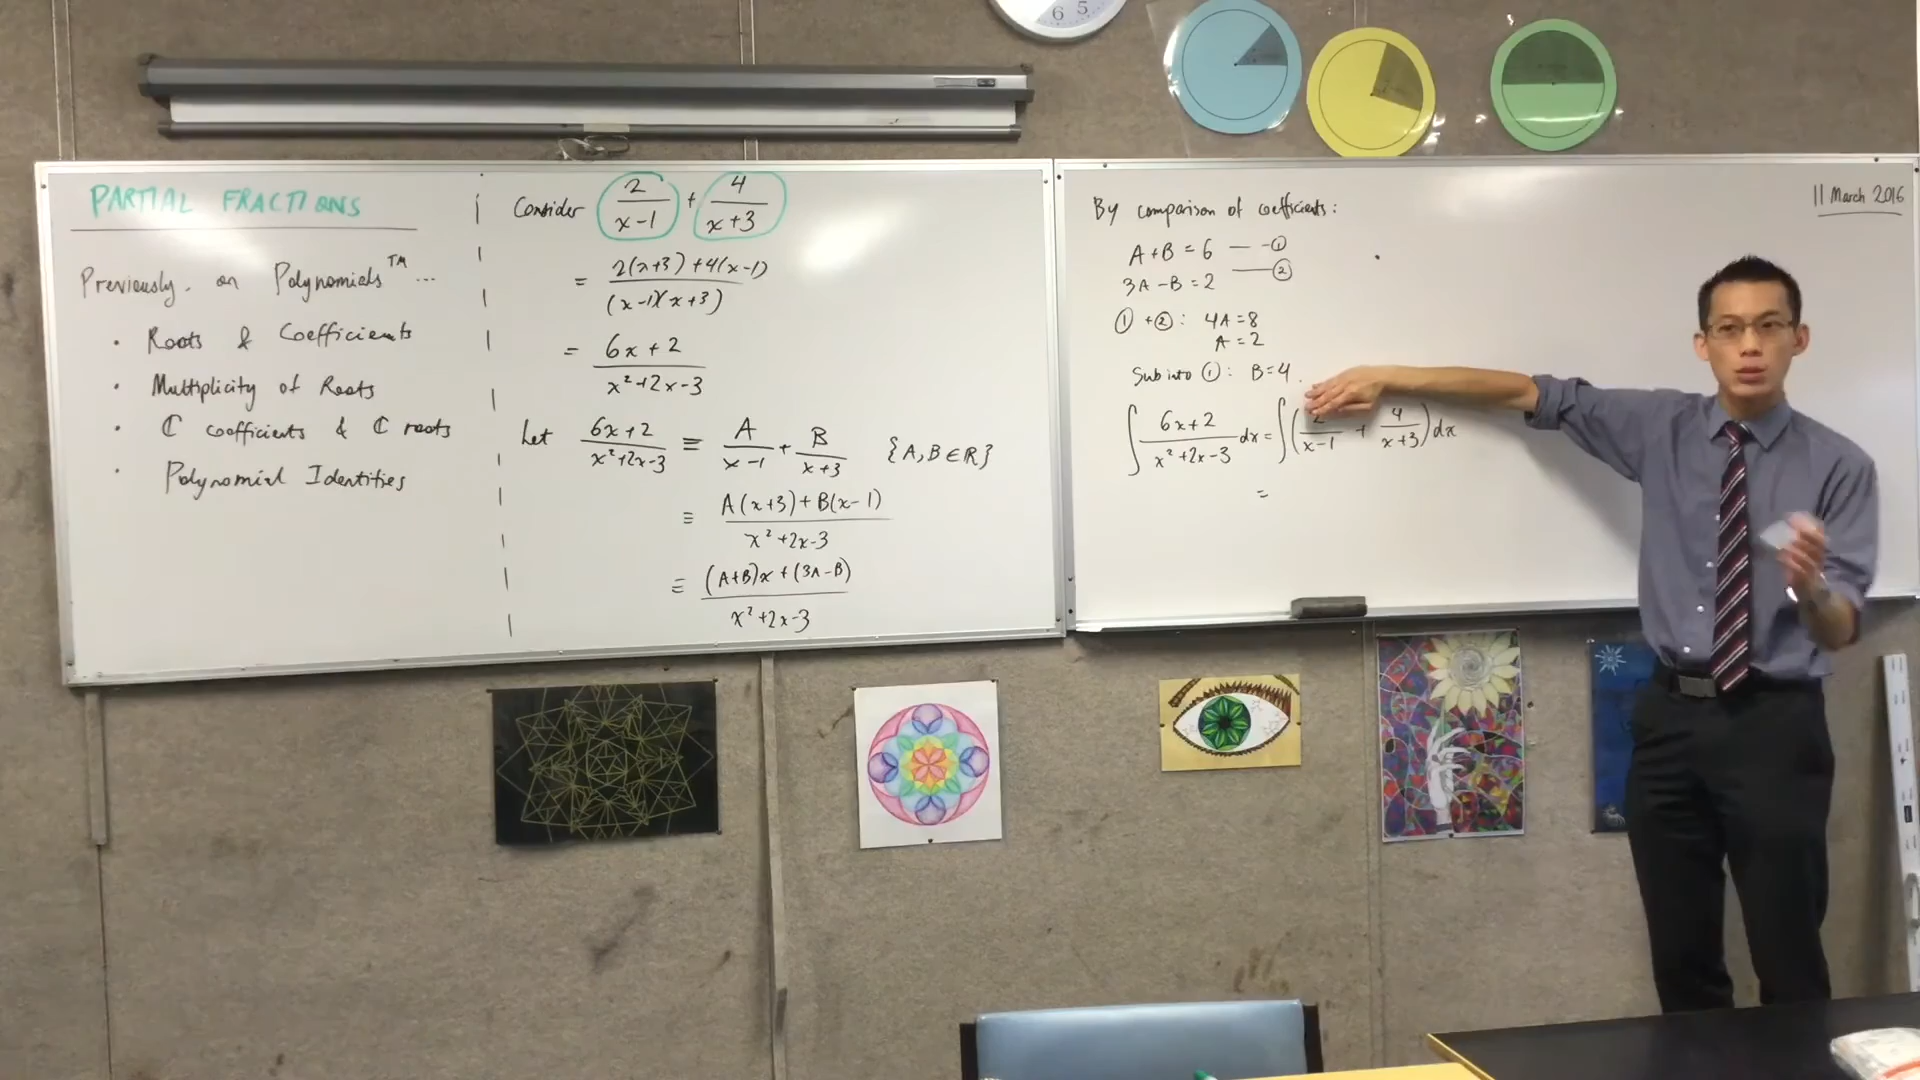 6 5
PARTIAL FRACTIONS
Previously, on Polynomials™...
• Roots & Coefficients
• Multiplicity of Roots
• ℂ coefficients & ℂ roots
• Polynomial Identities
Consider 2/(x-1) + 4/(x+3)
= (2(x+3)+4(x-1))/((x-1)(x+3))
= (6x+2)/(x²+2x-3)
Let (6x+2)/(x²+2x-3) ≡ A/(x-1) + B/(x+3) {A,B∈ℝ}
≡ (A(x+3)+B(x-1))/(x²+2x-3)
≡ ((A+B)x+(3A-B))/(x²+2x-3)
11 March 2016
By comparison of coefficients:
A+B=6 — ①
3A-B=2 — ②
①+②: 4A=8
A=2
Sub into ①: B=4.
∫(6x+2)/(x²+2x-3) dx = ∫(2/(x-1) + 4/(x+3))dx
=